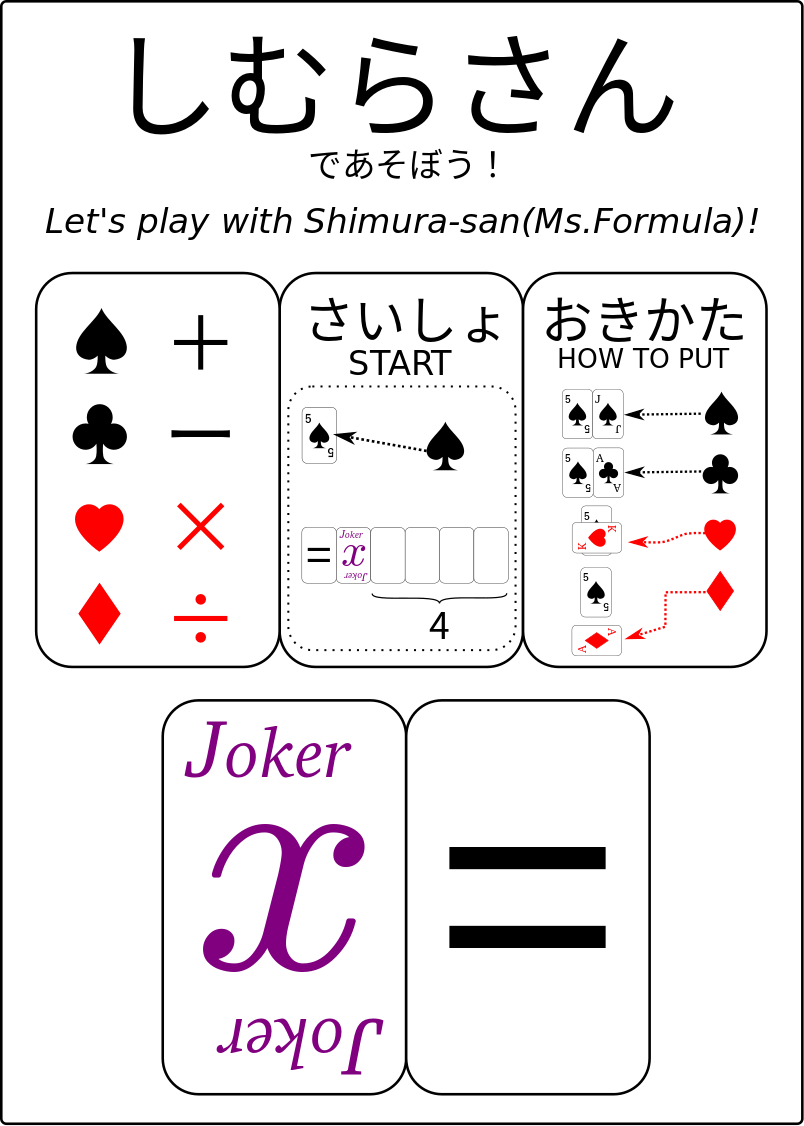 しむらさん
であそぼう！
Let's play with Shimura-san(Ms.Formula)!
♠ +
♣ −
♥ ×
♦ ÷
さいしょ
START
5 ♠ 5
♠
=
Joker
x
Joker
4
おきかた
HOW TO PUT
5 ♠ 5 J ♠ J
♠
5 ♠ 5 A ♣ A
♣
5
K ♥ K
♥
5 ♠ 5
♦
A ♦ A
Joker
x
Joker
=